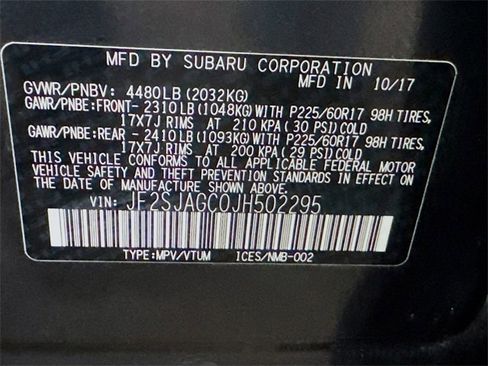 MFD BY SUBARU CORPORATION
GVWR/PNBV: 4480LB(2032KG) MFD IN 10/17
GAWR/PNBE:FRONT- 2310LB(1048KG)WITH P225/60R17 98H TIRES,
17X7J RIMS AT 210 KPA(30 PSI)COLD
GAWR/PNBE:REAR - 2410LB(1093KG)WITH P225/60R17 98H TIRES,
17X7J RIMS AT 200 KPA(29 PSI)COLD
THIS VEHICLE CONFORMS TO ALL APPLICABLE FEDERAL MOTOR
VEHICLE SAFETY AND THEFT PREVENTION STANDARDS IN EFFECT
ON THE DATE OF MANUFACTURE SHOWN ABOVE.
VIN: JF2SJAGC0JH502295
TYPE:MPV/VTUM ICES/NMB-002